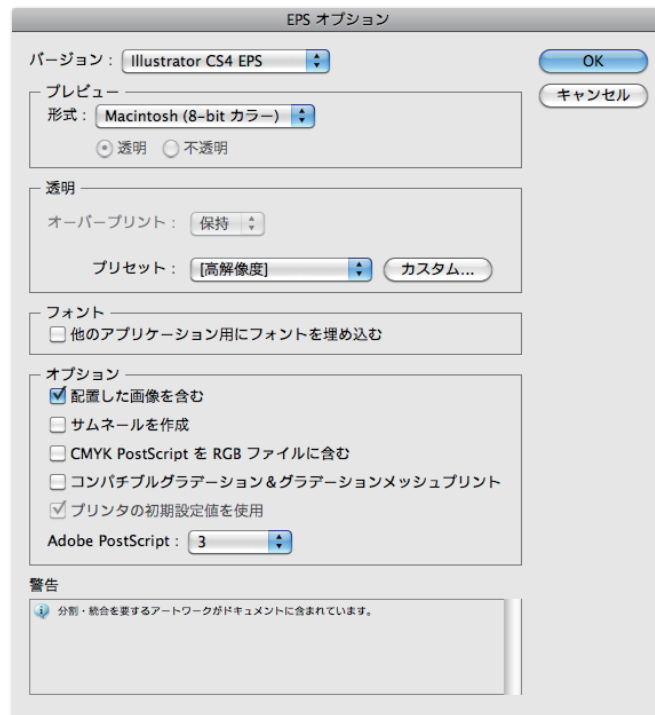 EPS オプション
バージョン： Illustrator CS4 EPS
OK
プレビュー
キャンセル
形式： Macintosh (8-bit カラー)
透明 不透明
透明
オーバープリント： 保持
プリセット： [高解像度] カスタム...
フォント
他のアプリケーション用にフォントを埋め込む
オプション
配置した画像を含む
サムネールを作成
CMYK PostScript を RGB ファイルに含む
コンパチブルグラデーション＆グラデーションメッシュプリント
プリンタの初期設定値を使用
Adobe PostScript： 3
警告
分割・統合を要するアートワークがドキュメントに含まれています。